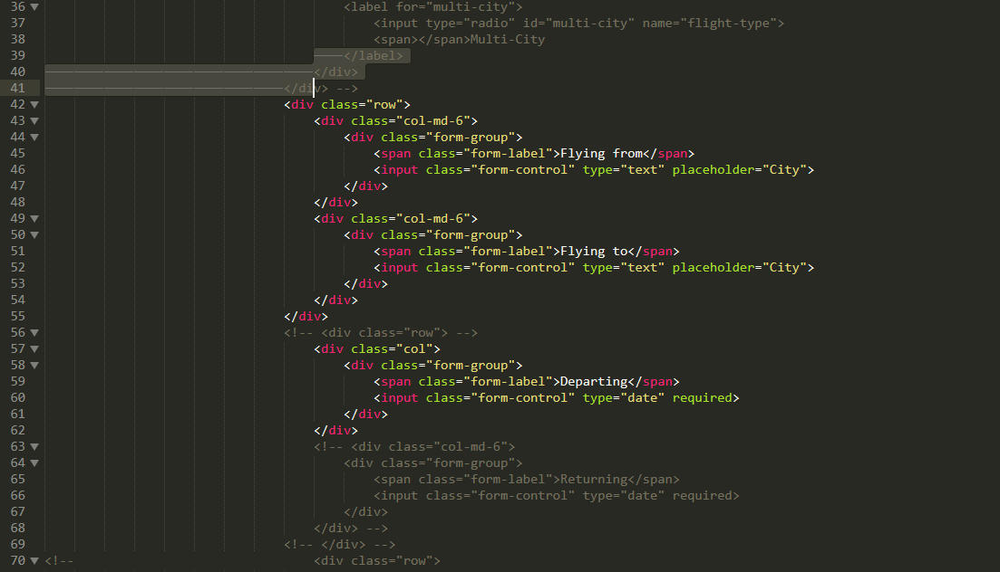 36 <label for="multi-city">
37 <input type="radio" id="multi-city" name="flight-type">
38 <span></span>Multi-City
39 </label>
40 </div>
41 </div> -->
42 <div class="row">
43 <div class="col-md-6">
44 <div class="form-group">
45 <span class="form-label">Flying from</span>
46 <input class="form-control" type="text" placeholder="City">
47 </div>
48 </div>
49 <div class="col-md-6">
50 <div class="form-group">
51 <span class="form-label">Flying to</span>
52 <input class="form-control" type="text" placeholder="City">
53 </div>
54 </div>
55 </div>
56 <!-- <div class="row"> -->
57 <div class="col">
58 <div class="form-group">
59 <span class="form-label">Departing</span>
60 <input class="form-control" type="date" required>
61 </div>
62 </div>
63 <!-- <div class="col-md-6">
64 <div class="form-group">
65 <span class="form-label">Returning</span>
66 <input class="form-control" type="date" required>
67 </div>
68 </div> -->
69 <!-- </div> -->
70 <!-- <div class="row">